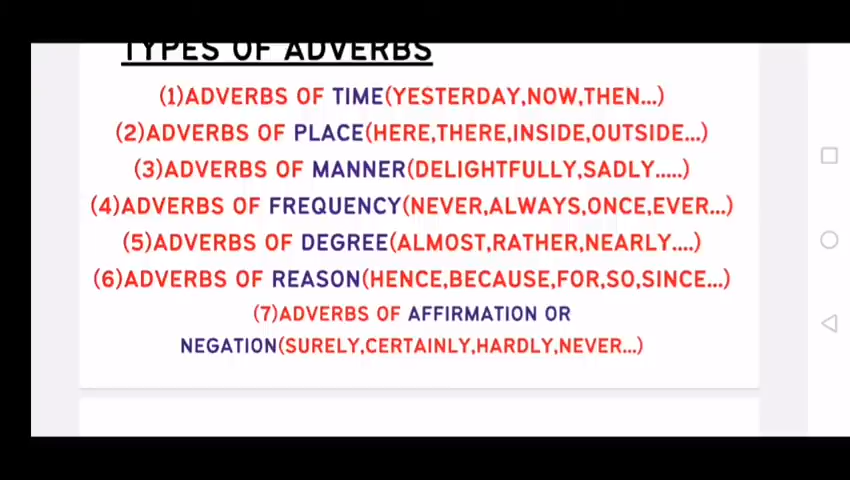 TYPES OF ADVERBS
(1)ADVERBS OF TIME(YESTERDAY,NOW,THEN...)
(2)ADVERBS OF PLACE(HERE,THERE,INSIDE,OUTSIDE...)
(3)ADVERBS OF MANNER(DELIGHTFULLY,SADLY.....)
(4)ADVERBS OF FREQUENCY(NEVER,ALWAYS,ONCE,EVER...)
(5)ADVERBS OF DEGREE(ALMOST,RATHER,NEARLY....)
(6)ADVERBS OF REASON(HENCE,BECAUSE,FOR,SO,SINCE...)
(7)ADVERBS OF AFFIRMATION OR
NEGATION(SURELY,CERTAINLY,HARDLY,NEVER...)